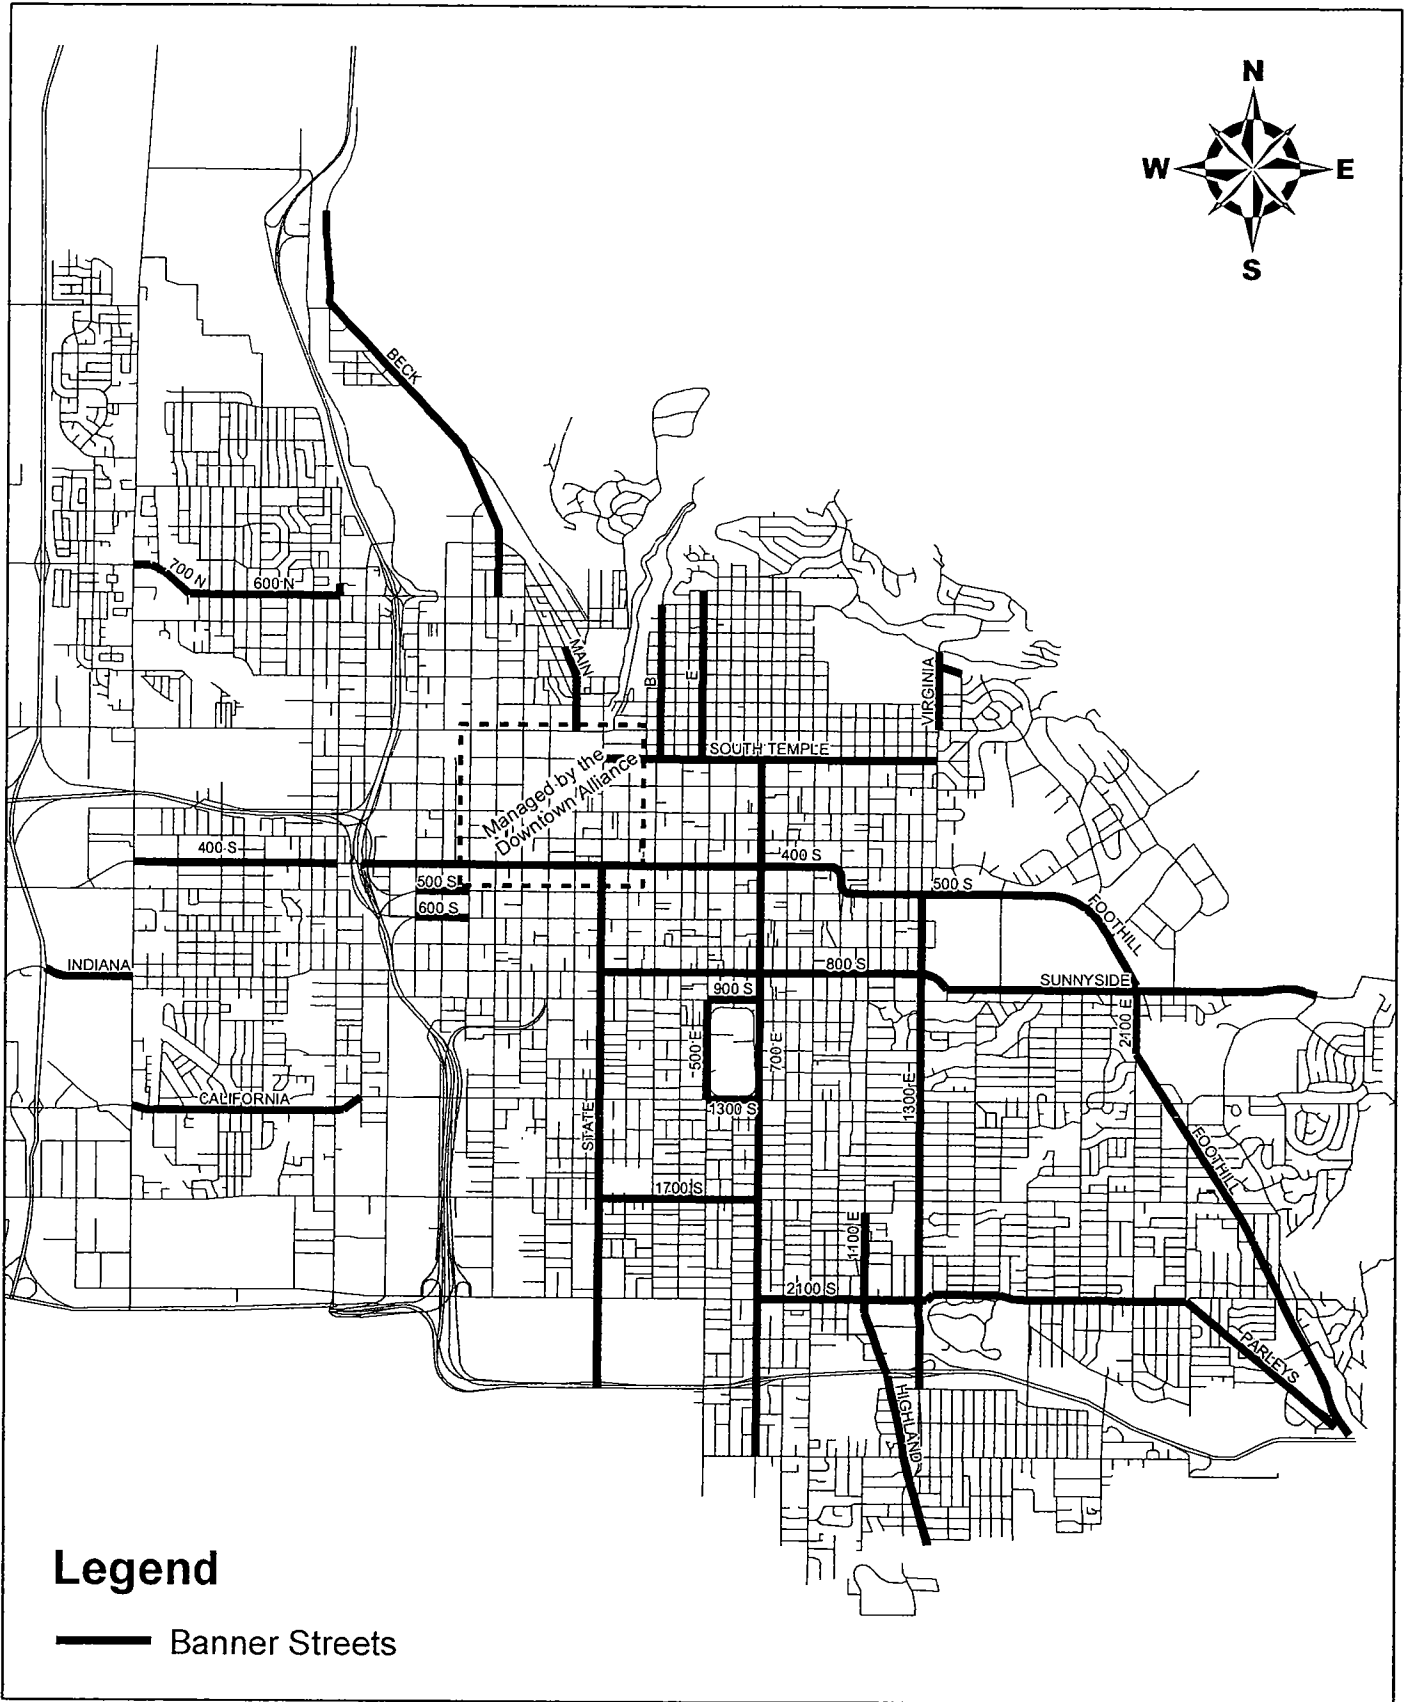 N
W
E
S
BECK
700 N
600 N
MAIN
B
E
VIRGINIA
SOUTH TEMPLE
Managed by the
Downtown Alliance
400 S
400 S
500 S
500 S
600 S
FOOTHILL
INDIANA
800 S
SUNNYSIDE
900 S
2100 E
500 E
700 E
CALIFORNIA
1300 E
1300 S
STATE
FOOTHILL
1700 S
1100 E
2100 S
PARLEYS
HIGHLAND
Legend
Banner Streets